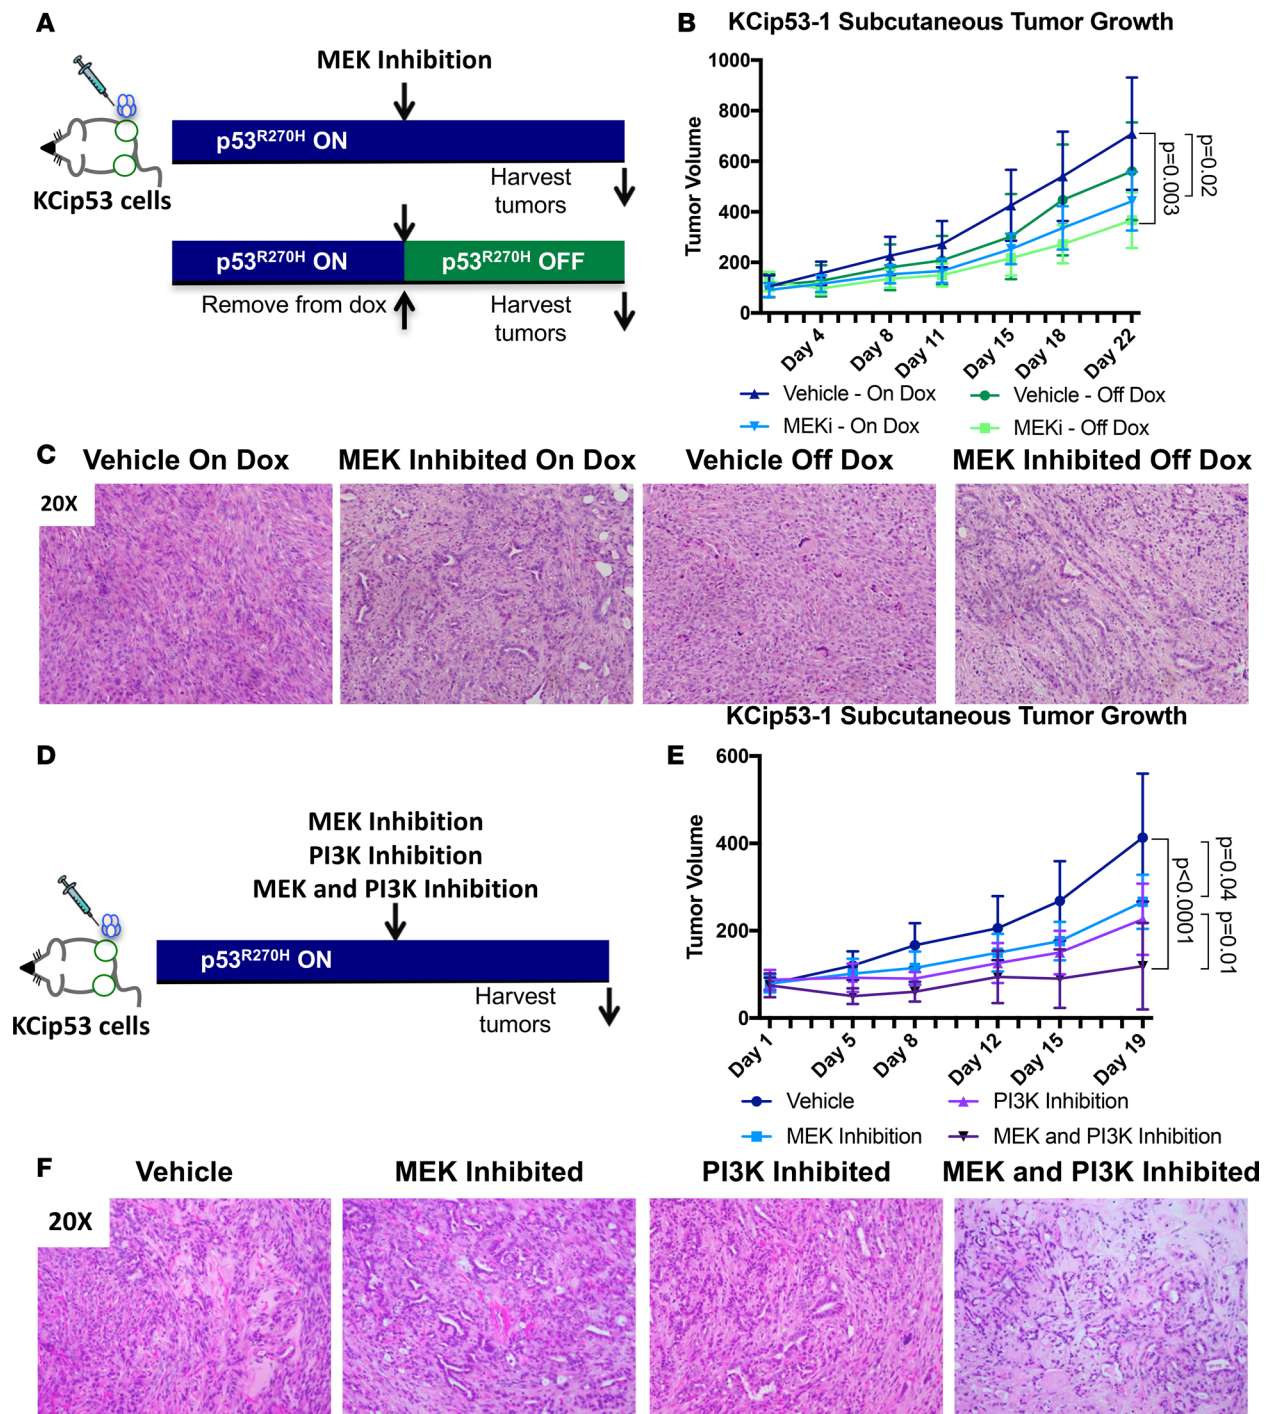 A
MEK Inhibition
p53R270H ON
Harvest
tumors
KCip53 cells
p53R270H ON
p53R270H OFF
Remove from dox
Harvest
tumors
B
KCip53-1 Subcutaneous Tumor Growth
Tumor Volume
1000
800
600
400
200
0
Day 4
Day 8
Day 11
Day 15
Day 18
Day 22
p=0.003
p=0.02
Vehicle - On Dox
Vehicle - Off Dox
MEKi - On Dox
MEKi - Off Dox
C
Vehicle On Dox
MEK Inhibited On Dox
Vehicle Off Dox
MEK Inhibited Off Dox
20X
D
MEK Inhibition
PI3K Inhibition
MEK and PI3K Inhibition
p53R270H ON
Harvest
tumors
KCip53 cells
KCip53-1 Subcutaneous Tumor Growth
E
Tumor Volume
600
400
200
0
Day 1
Day 5
Day 8
Day 12
Day 15
Day 19
p<0.0001
p=0.04
p=0.01
Vehicle
PI3K Inhibition
MEK Inhibition
MEK and PI3K Inhibition
F
Vehicle
MEK Inhibited
PI3K Inhibited
MEK and PI3K Inhibited
20X